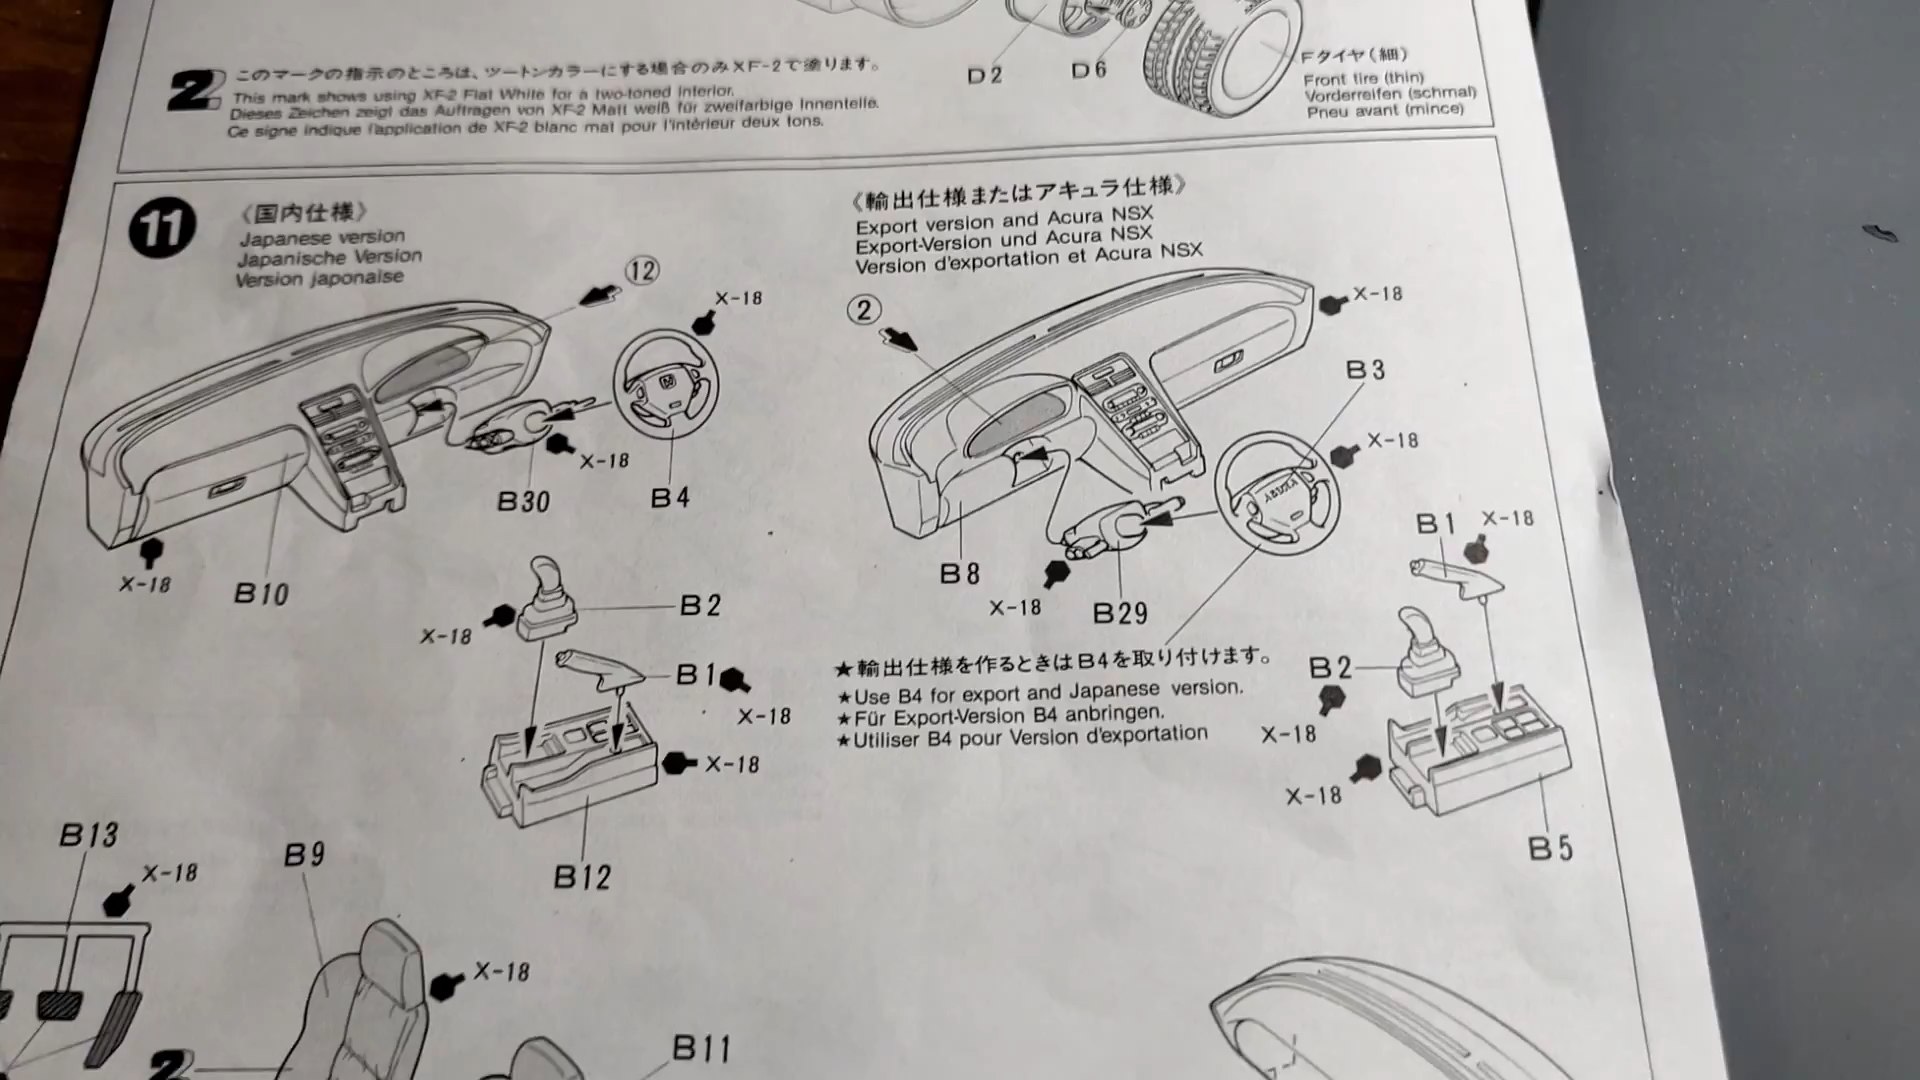 D2
D6
Fタイヤ(細)
Front tire (thin)
Vorderreifen (schmal)
Pneu avant (mince)
2
このマークの指示のところは、ツートンカラーにする場合のみXF-2で塗ります。
This mark shows using XF-2 Flat White for a two-toned interior.
Dieses Zeichen zeigt das Auftragen von XF-2 Matt weiß für zweifarbige Innenteile.
Ce signe indique l'application de XF-2 blanc mat pour l'intérieur deux tons.
11
《国内仕様》
Japanese version
Japanische Version
Version japonaise
12
X-18
X-18
B30
B4
X-18
B10
X-18
B2
B1
X-18
X-18
B12
《輸出仕様またはアキュラ仕様》
Export version and Acura NSX
Export-Version und Acura NSX
Version d'exportation et Acura NSX
2
X-18
B3
X-18
ACURA
B8
X-18
B29
B1
X-18
★輸出仕様を作るときはB4を取り付けます。
★Use B4 for export and Japanese version.
★Für Export-Version B4 anbringen.
★Utiliser B4 pour Version d'exportation
B2
X-18
X-18
B5
B13
X-18
B9
X-18
2
B11